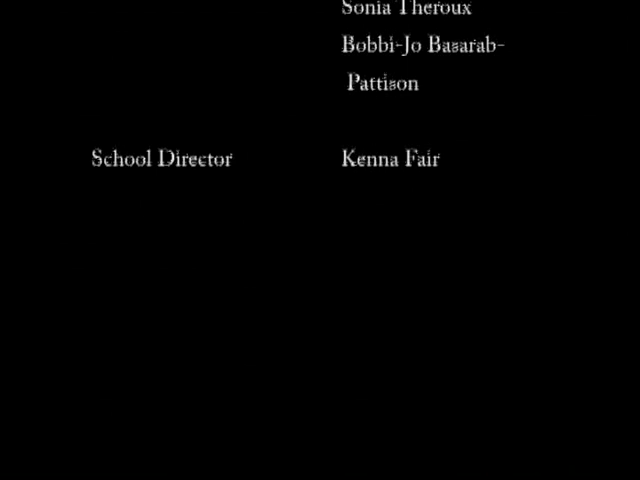 Sonia Theroux
Bobbi-Jo Basarab-
Pattison
School Director Kenna Fair